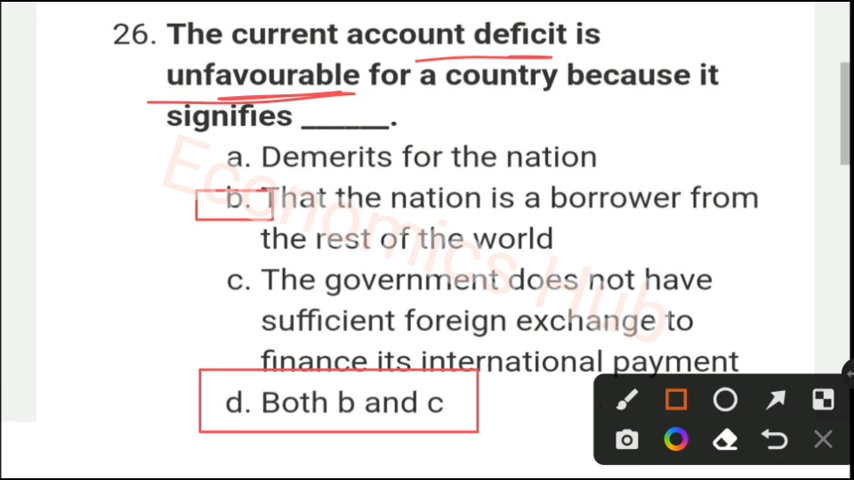 26. The current account deficit is
unfavourable for a country because it
signifies ______.
a. Demerits for the nation
b. That the nation is a borrower from
the rest of the world
c. The government does not have
sufficient foreign exchange to
finance its international payment
d. Both b and c
Economics Hub